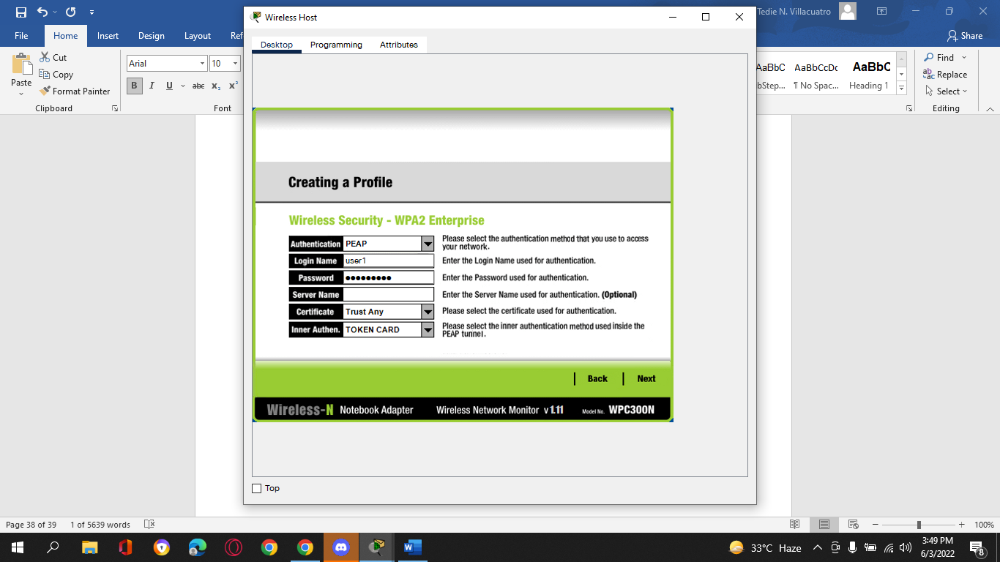 Wireless Host
Tedie N. Villacuatro
File
Home
Insert
Design
Layout
Ref
Share
Desktop
Programming
Attributes
Paste
Cut
Copy
Format Painter
Clipboard
Arial
10
B I U abc x₂ x²
Font
AaBbC AaBbCcDc AaBbC
bStep... ¶ No Spac... Heading 1
Find
Replace
Select
Editing
Creating a Profile
Wireless Security - WPA2 Enterprise
Authentication PEAP Please select the authentication method that you use to access
your network.
Login Name user1 Enter the Login Name used for authentication.
Password ●●●●●●●●● Enter the Password used for authentication.
Server Name Enter the Server Name used for authentication. (Optional)
Certificate Trust Any Please select the certificate used for authentication.
Inner Authen. TOKEN CARD Please select the inner authentication method used inside the
PEAP tunnel.
Back Next
Wireless-N Notebook Adapter Wireless Network Monitor v1.11 Model No. WPC300N
Top
Page 38 of 39 1 of 5639 words
100%
33°C Haze
3:49 PM
6/3/2022
8